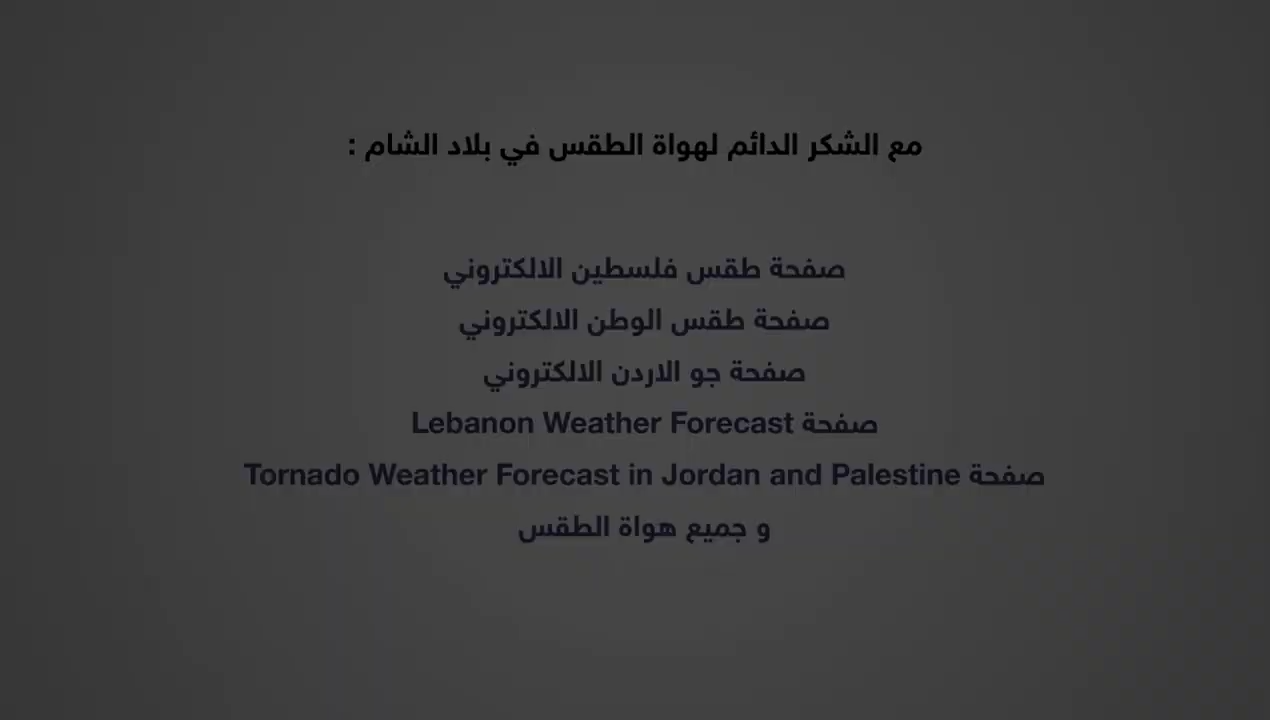 مع الشكر الدائم لهواة الطقس في بلاد الشام :
صفحة طقس فلسطين الالكتروني
صفحة طقس الوطن الالكتروني
صفحة جو الاردن الالكتروني
صفحة Lebanon Weather Forecast
صفحة Tornado Weather Forecast in Jordan and Palestine
و جميع هواة الطقس